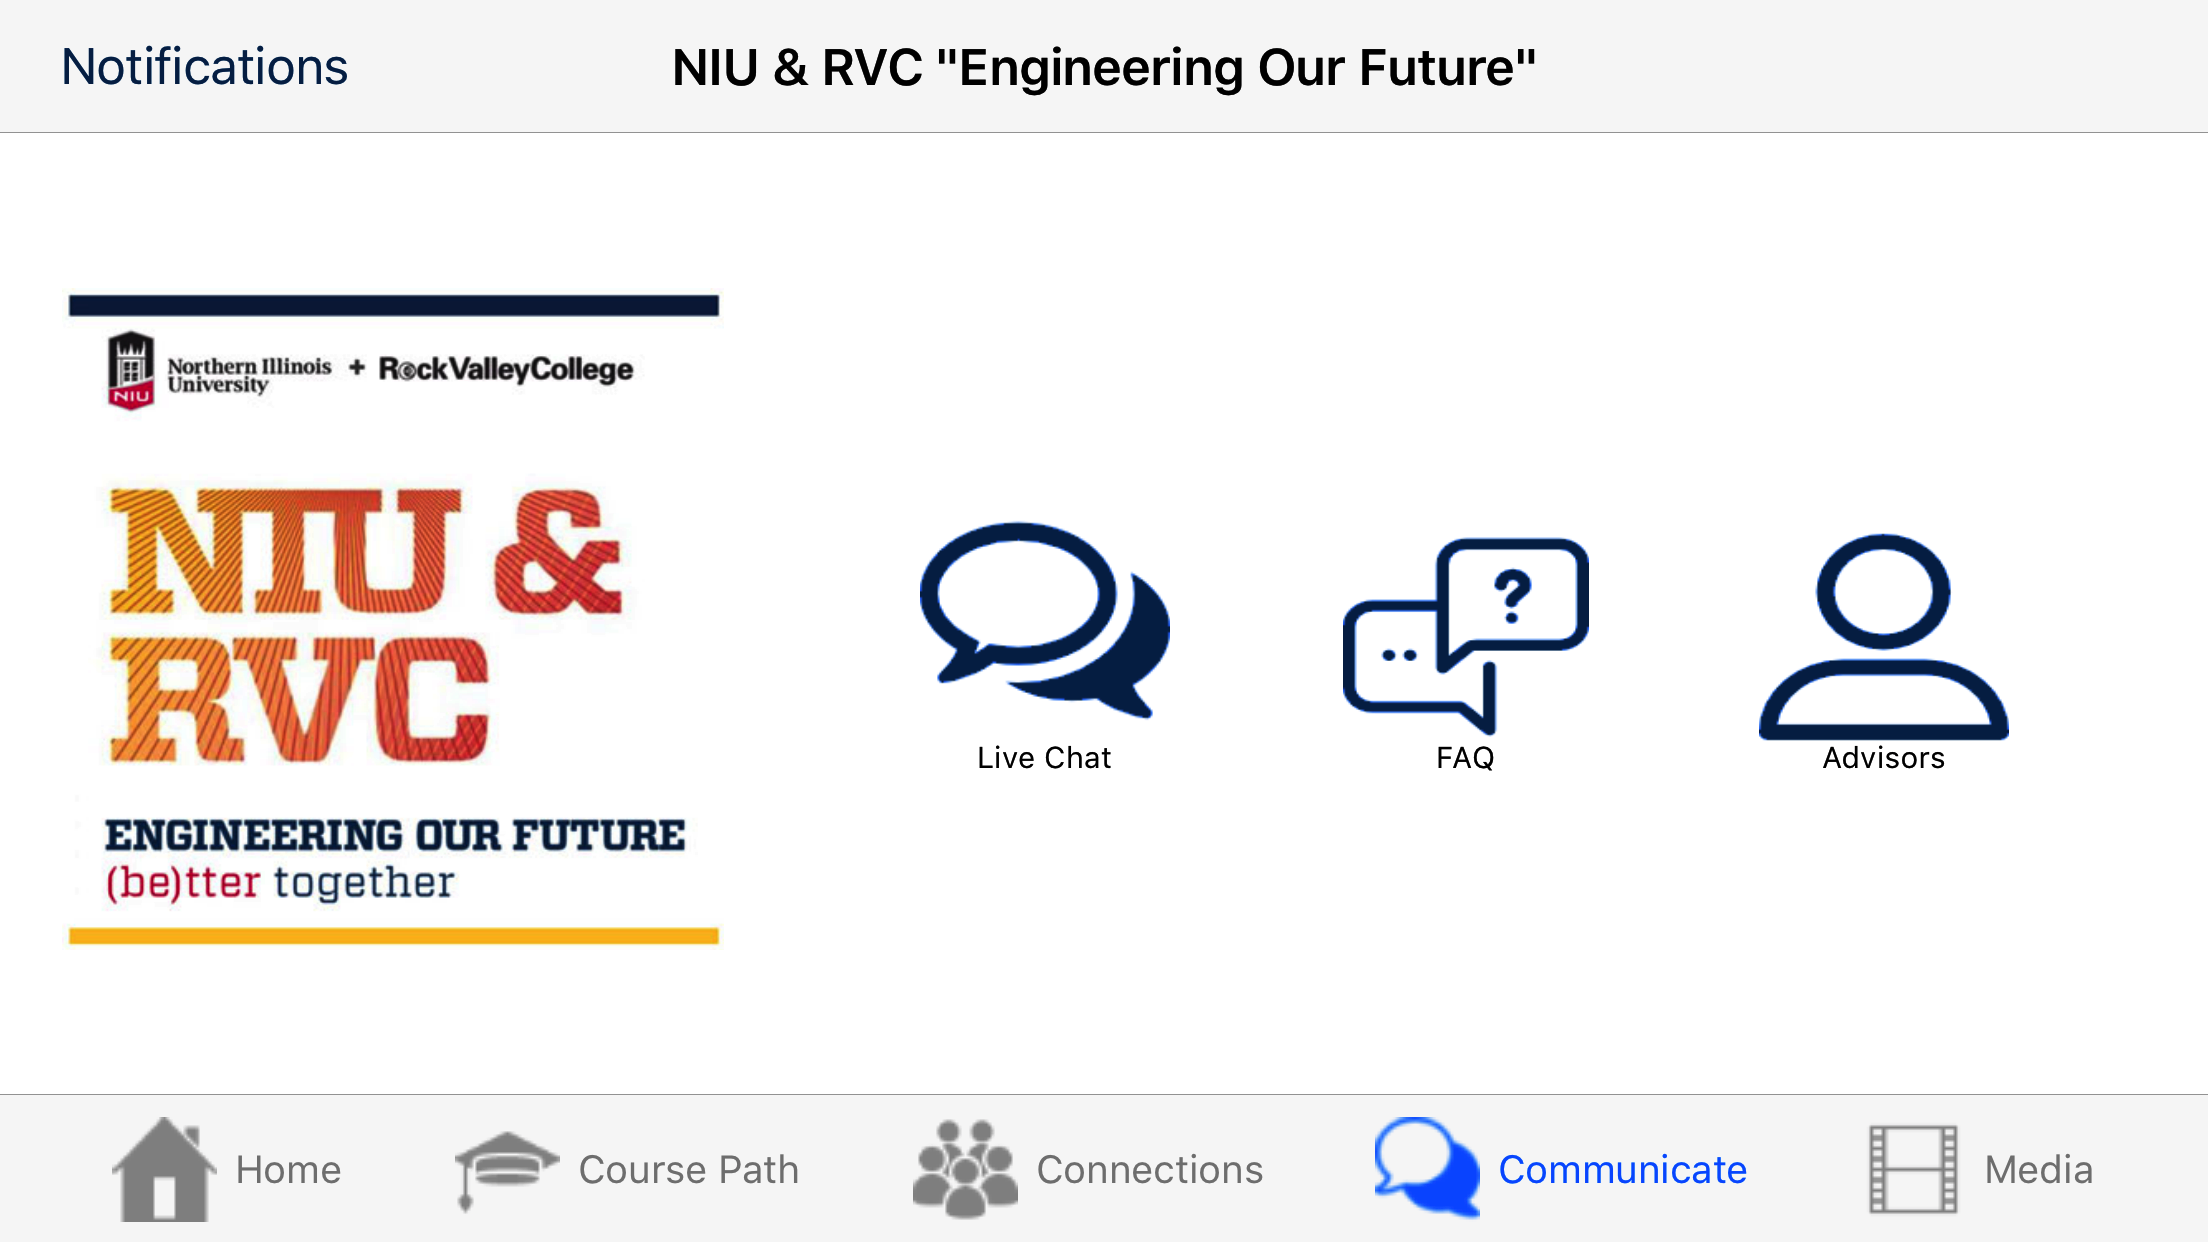 Notifications
NIU & RVC "Engineering Our Future"
NIU
Northern Illinois
University
+ RockValleyCollege
NIU &
RVC
ENGINEERING OUR FUTURE
(be)tter together
Live Chat
?
FAQ
Advisors
Home
Course Path
Connections
Communicate
Media